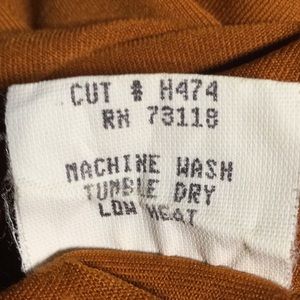 CUT # H474
RN 73118
MACHINE WASH
TUMBLE DRY
LOW HEAT